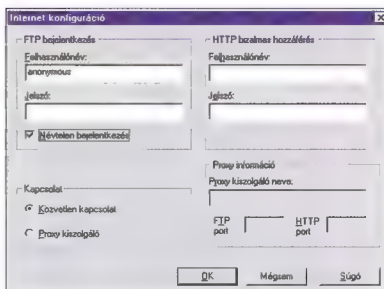 Internet konfiguráció
FTP bejelentkezés
Felhasználónév:
anonymous
Jelszó:
Névtelen bejelentkezés
HTTP bizalmas hozzáférés
Felhasználónév:
Jelszó:
Kapcsolat
Közvetlen kapcsolat
Proxy kiszolgáló
Proxy információ
Proxy kiszolgáló neve:
FTP port
HTTP port
OK
Mégsem
Súgó